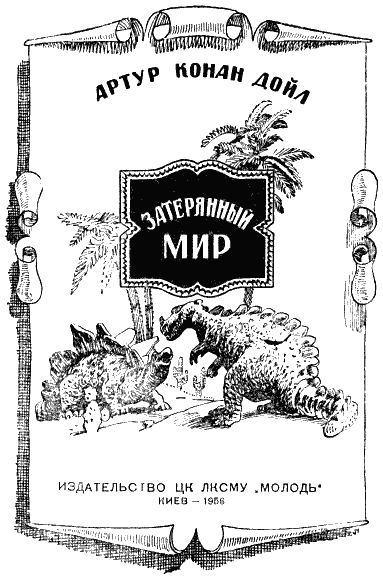 АРТУР КОНАН ДОЙЛ
ЗАТЕРЯННЫЙ
МИР
ИЗДАТЕЛЬСТВО ЦК ЛКСМУ „МОЛОДЬ“
КИЕВ — 1956